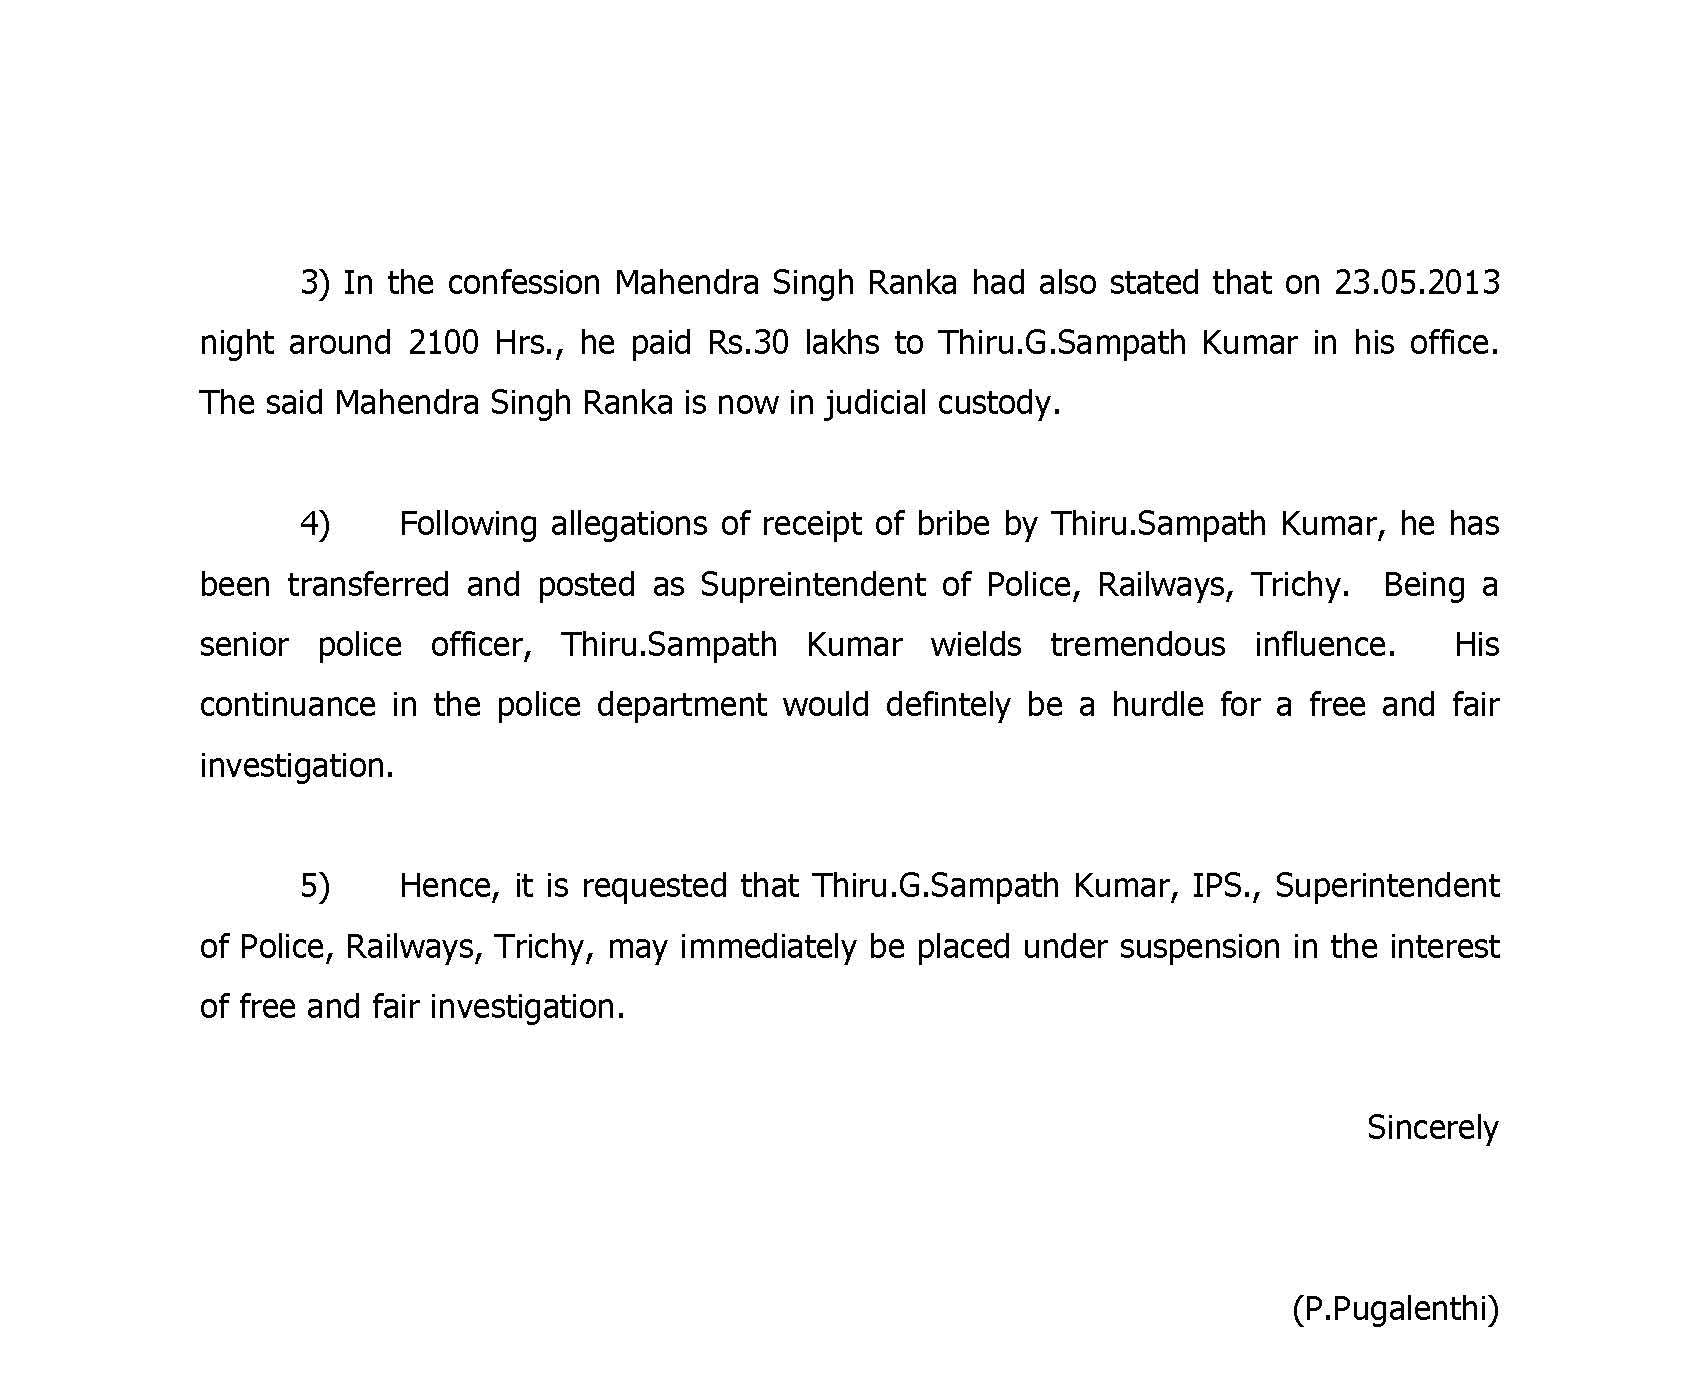 3) In the confession Mahendra Singh Ranka had also stated that on 23.05.2013
night around 2100 Hrs., he paid Rs.30 lakhs to Thiru.G.Sampath Kumar in his office.
The said Mahendra Singh Ranka is now in judicial custody.
4) Following allegations of receipt of bribe by Thiru.Sampath Kumar, he has
been transferred and posted as Supreintendent of Police, Railways, Trichy. Being a
senior police officer, Thiru.Sampath Kumar wields tremendous influence. His
continuance in the police department would defintely be a hurdle for a free and fair
investigation.
5) Hence, it is requested that Thiru.G.Sampath Kumar, IPS., Superintendent
of Police, Railways, Trichy, may immediately be placed under suspension in the interest
of free and fair investigation.
Sincerely
(P.Pugalenthi)